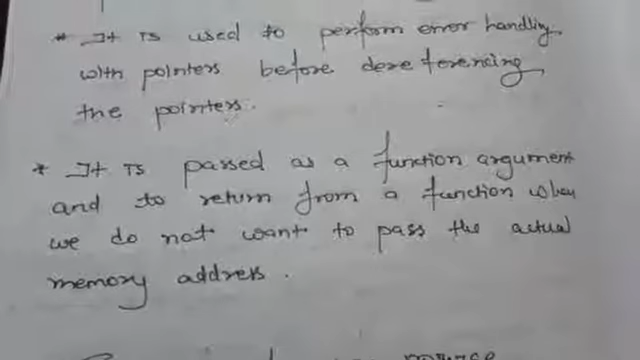 * It is used to perform error handling
with pointers before dereferencing
the pointers.
* It is passed as a function argument
and to return from a function when
we do not want to pass the actual
memory address.